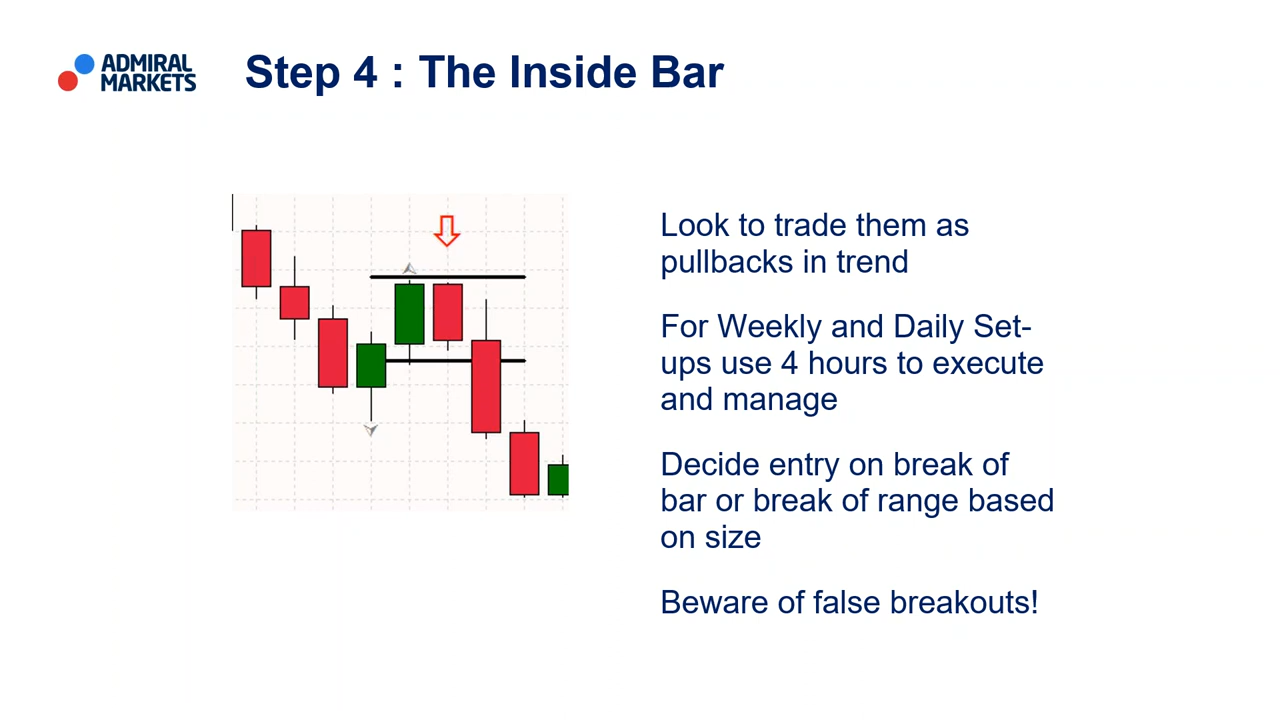 ADMIRAL
MARKETS
Step 4 : The Inside Bar
Look to trade them as
pullbacks in trend
For Weekly and Daily Set-
ups use 4 hours to execute
and manage
Decide entry on break of
bar or break of range based
on size
Beware of false breakouts!